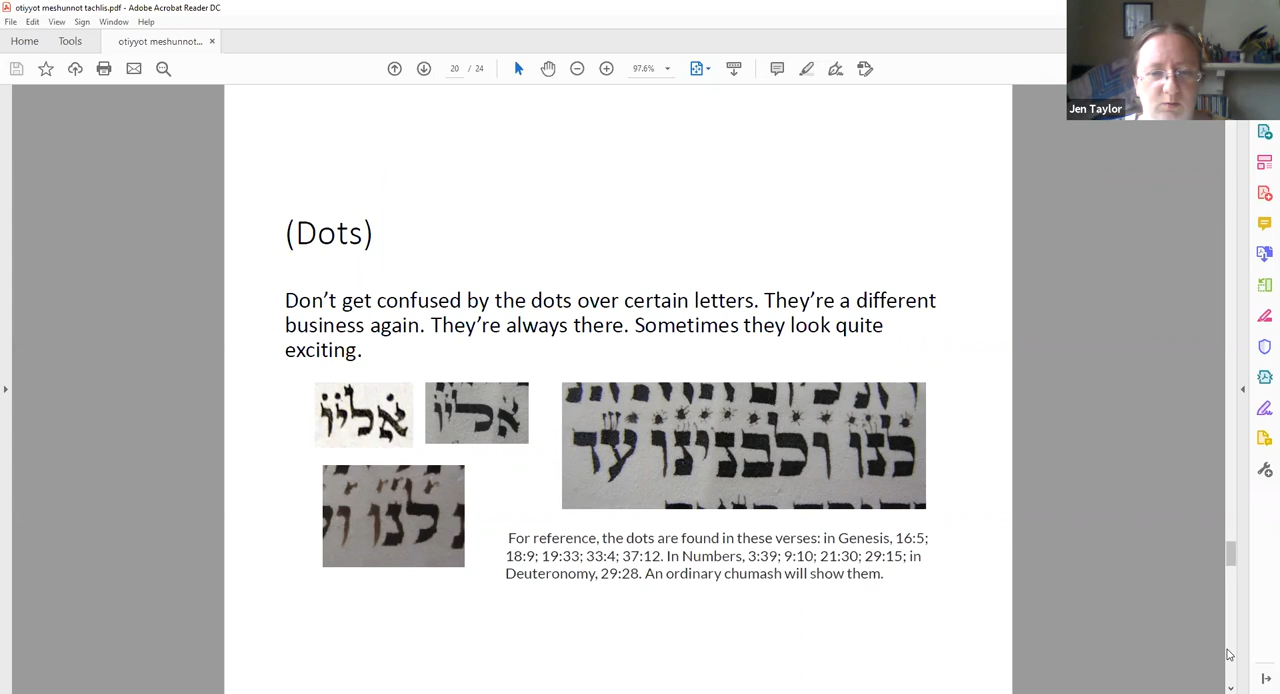 otiyyot meshunnot tachlis.pdf - Adobe Acrobat Reader DC
File Edit View Sign Window Help
Home Tools otiyyot meshunnot... ×
20 / 24 97.6%
Jen Taylor
(Dots)
Don’t get confused by the dots over certain letters. They’re a different
business again. They’re always there. Sometimes they look quite
exciting.
אליו
אליו
לנו ולבנינו עד
לנו
For reference, the dots are found in these verses: in Genesis, 16:5;
18:9; 19:33; 33:4; 37:12. In Numbers, 3:39; 9:10; 21:30; 29:15; in
Deuteronomy, 29:28. An ordinary chumash will show them.